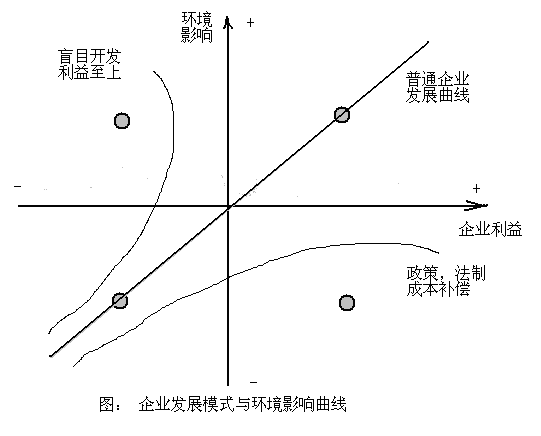 环境
影响
+
盲目开发
利益至上
普通企业
发展曲线
−
+
企业利益
政策，法制
成本补偿
−
图： 企业发展模式与环境影响曲线